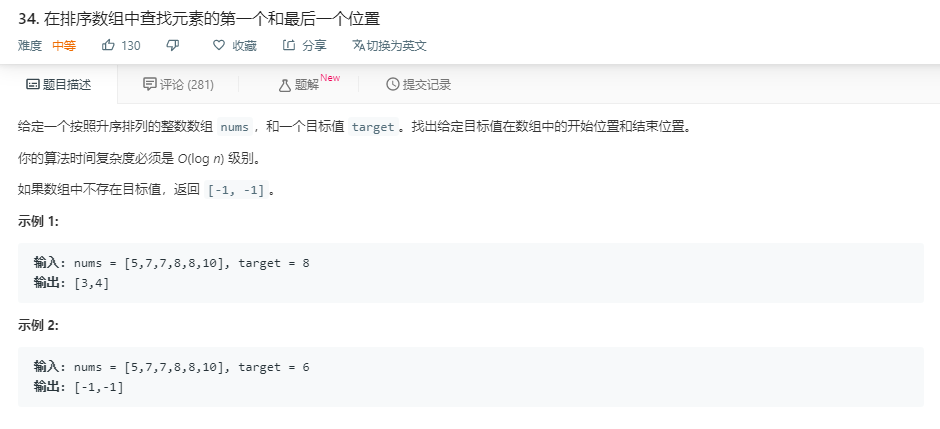 34. 在排序数组中查找元素的第一个和最后一个位置
难度 中等 130 收藏 分享 切换为英文
题目描述 评论 (281) 题解 New 提交记录
给定一个按照升序排列的整数数组 nums，和一个目标值 target。找出给定目标值在数组中的开始位置和结束位置。
你的算法时间复杂度必须是 O(log n) 级别。
如果数组中不存在目标值，返回 [-1, -1]。
示例 1:
输入: nums = [5,7,7,8,8,10], target = 8
输出: [3,4]
示例 2:
输入: nums = [5,7,7,8,8,10], target = 6
输出: [-1,-1]